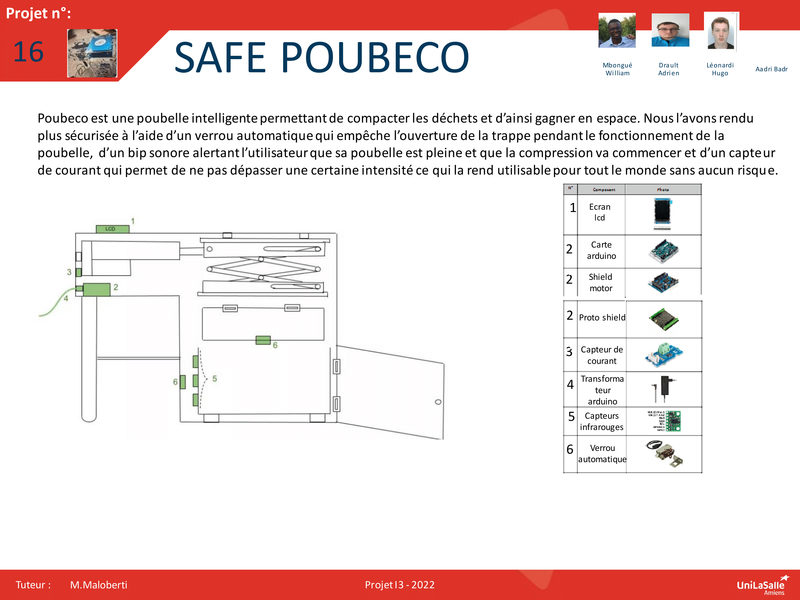 Projet n°:
16
SAFE POUBECO
Mbongué
William
Drault
Adrien
Léonardi
Hugo
Aadri Badr
Poubeco est une poubelle intelligente permettant de compacter les déchets et d’ainsi gagner en espace. Nous l’avons rendu
plus sécurisée à l’aide d’un verrou automatique qui empêche l’ouverture de la trappe pendant le fonctionnement de la
poubelle, d’un bip sonore alertant l’utilisateur que sa poubelle est pleine et que la compression va commencer et d’un capteur
de courant qui permet de ne pas dépasser une certaine intensité ce qui la rend utilisable pour tout le monde sans aucun risque.
1
LCD
3
2
4
6
6
5
N° Component Photo
1 Ecran
lcd
2 Carte
arduino
2 Shield
motor
2 Proto shield
3 Capteur de
courant
4 Transforma
teur
arduino
5 Capteurs
infrarouges
6 Verrou
automatique
Tuteur : M.Maloberti
Projet I3 - 2022
UniLaSalle
Amiens